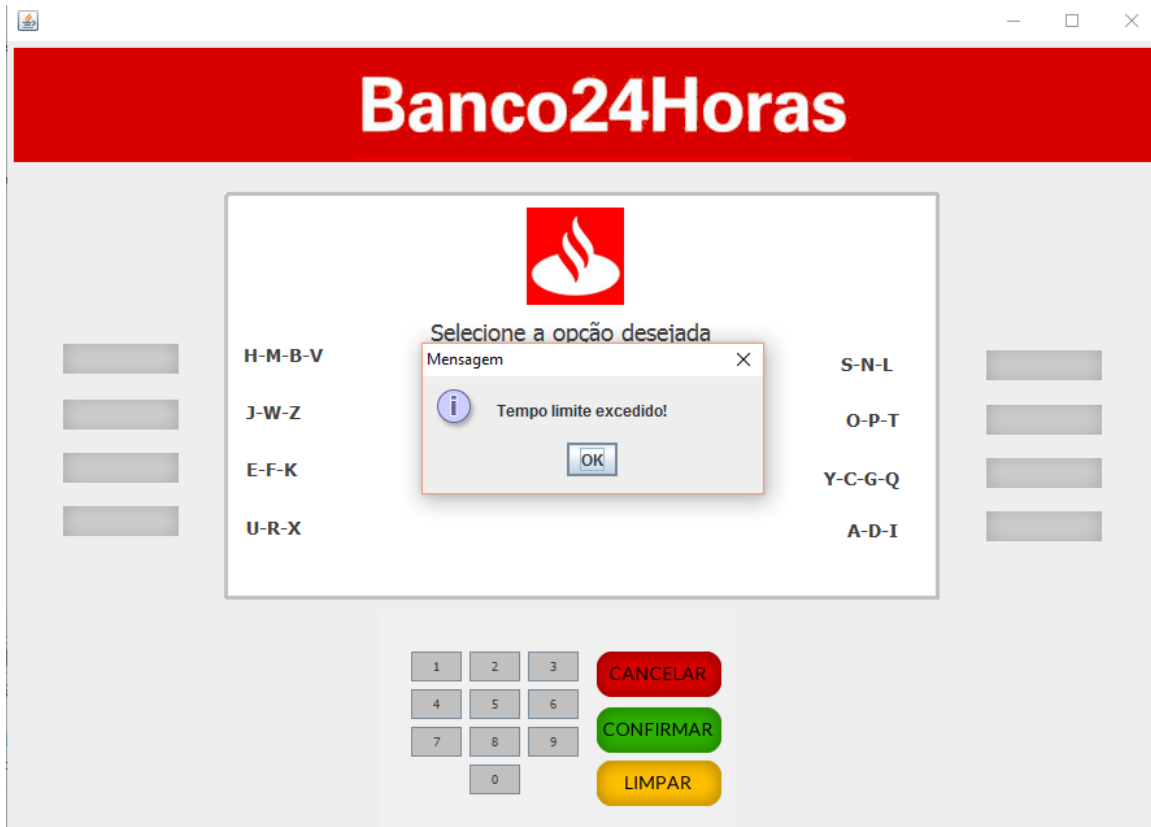 Banco24Horas
Selecione a opção desejada
H-M-B-V
J-W-Z
E-F-K
U-R-X
Mensagem
Tempo limite excedido!
OK
S-N-L
O-P-T
Y-C-G-Q
A-D-I
1 2 3
4 5 6
7 8 9
0
CANCELAR
CONFIRMAR
LIMPAR